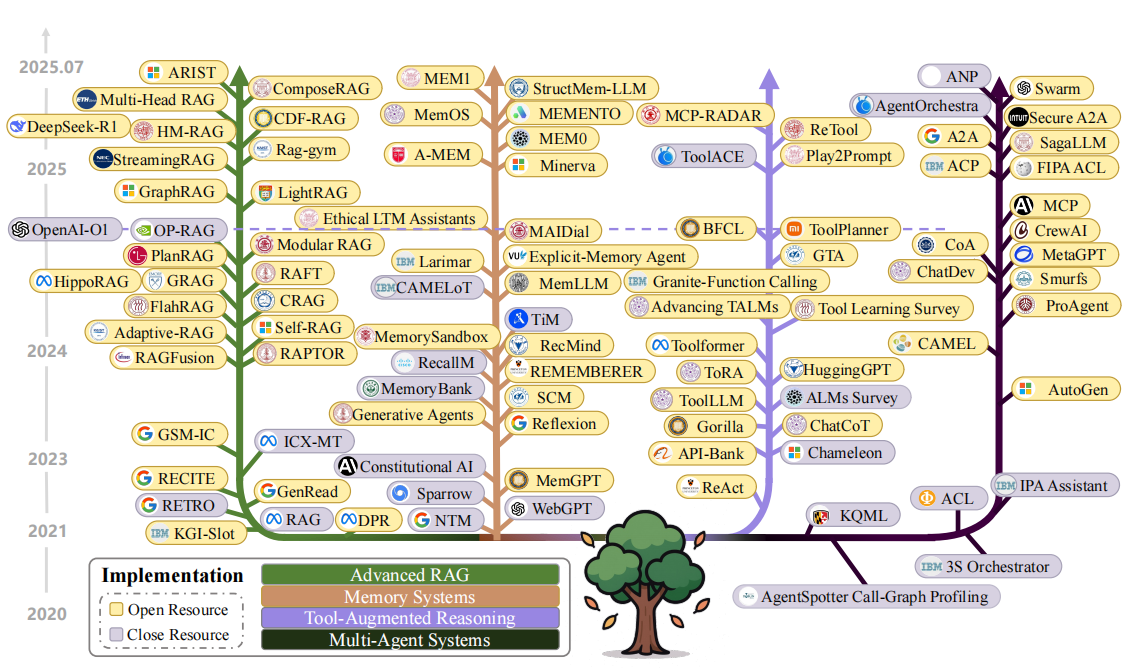 2025.07
ARIST
Multi-Head RAG
DeepSeek-R1
HM-RAG
StreamingRAG
2025
GraphRAG
OpenAI-O1
OP-RAG
PlanRAG
HippoRAG
GRAG
FlahRAG
Adaptive-RAG
2024
RAGFusion
GSM-IC
2023
RECITE
RETRO
2021
KGI-Slot
2020
ComposeRAG
CDF-RAG
Rag-gym
LightRAG
Modular RAG
RAFT
CRAG
Self-RAG
RAPTOR
ICX-MT
GenRead
RAG
DPR
MEM1
MemOS
A-MEM
Ethical LTM Assistants
Larimar
CAMELoT
MemorySandbox
RecallM
MemoryBank
Generative Agents
Constitutional AI
Sparrow
NTM
StructMem-LLM
MEMENTO
MEM0
Minerva
MAIDial
Explicit-Memory Agent
MemLLM
TiM
RecMind
REMEMBERER
SCM
Reflexion
MemGPT
WebGPT
MCP-RADAR
ToolACE
BFCL
Granite-Function Calling
Advancing TALMs
Toolformer
ToRA
ToolLLM
Gorilla
API-Bank
ReAct
ReTool
Play2Prompt
ToolPlanner
GTA
Tool Learning Survey
HuggingGPT
ALMs Survey
ChatCoT
Chameleon
ANP
AgentOrchestra
A2A
IBM ACP
CoA
ChatDev
CAMEL
Swarm
INTUIT Secure A2A
SagaLLM
FIPA ACL
MCP
CrewAI
MetaGPT
Smurfs
ProAgent
AutoGen
IPA Assistant
ACL
KQML
IBM 3S Orchestrator
AgentSpotter Call-Graph Profiling
Implementation
Open Resource
Close Resource
Advanced RAG
Memory Systems
Tool-Augmented Reasoning
Multi-Agent Systems